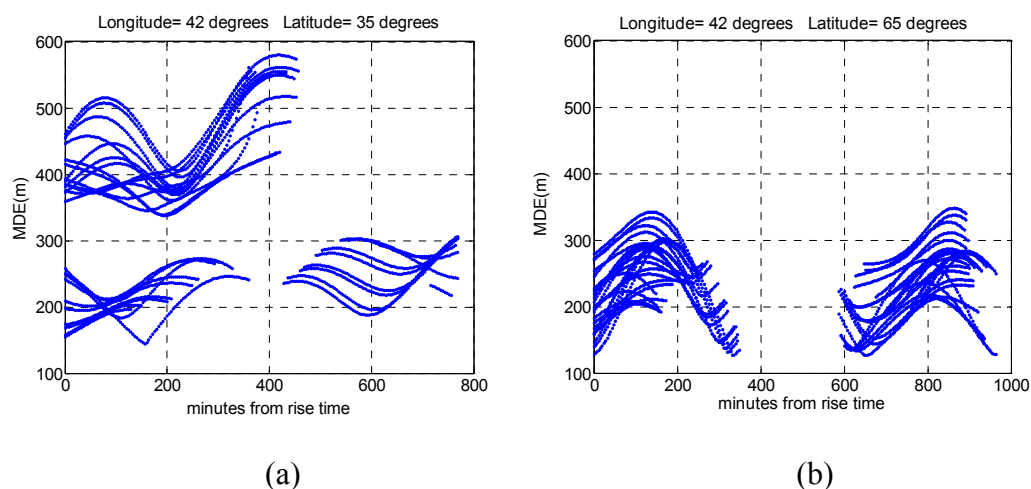 Longitude= 42 degrees Latitude= 35 degrees
600
500
400
300
200
100
MDE(m)
0 200 400 600 800
minutes from rise time
(a)
Longitude= 42 degrees Latitude= 65 degrees
600
500
400
300
200
100
MDE(m)
0 200 400 600 800 1000
minutes from rise time
(b)